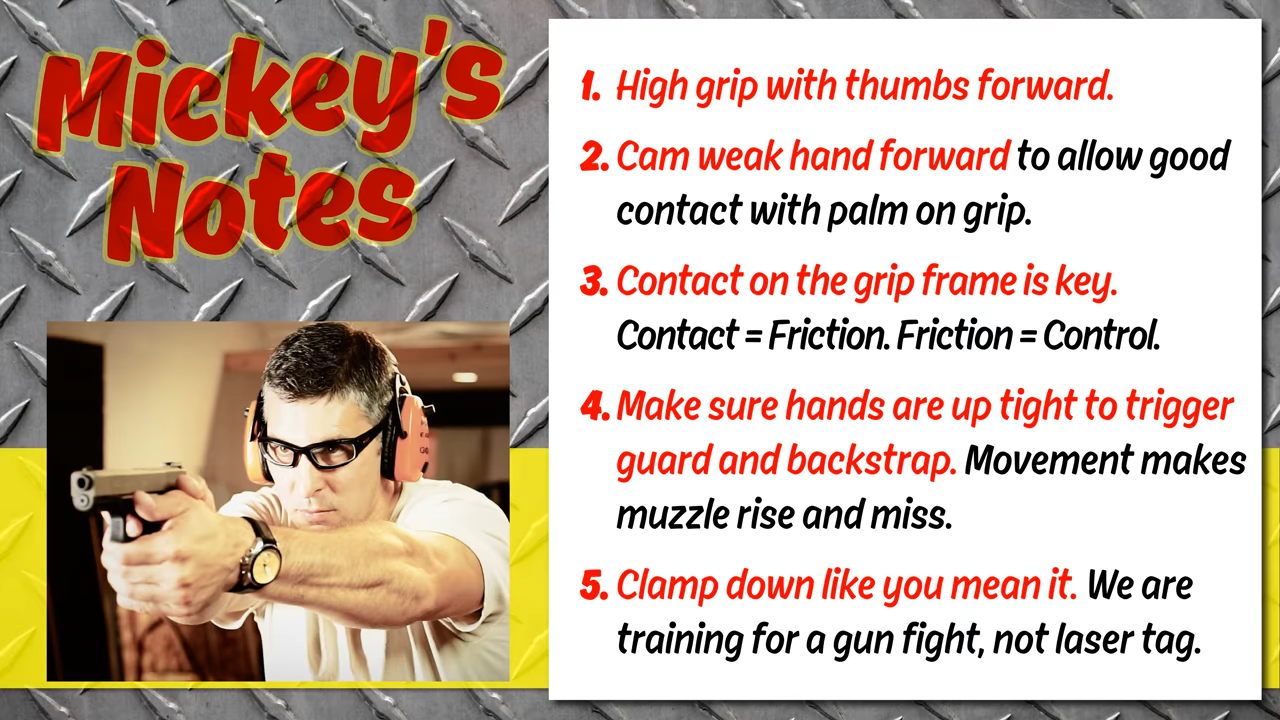 Mickey's
Notes
1. High grip with thumbs forward.
2. Cam weak hand forward to allow good
contact with palm on grip.
3. Contact on the grip frame is key.
Contact = Friction. Friction = Control.
4. Make sure hands are up tight to trigger
guard and backstrap. Movement makes
muzzle rise and miss.
5. Clamp down like you mean it. We are
training for a gun fight, not laser tag.